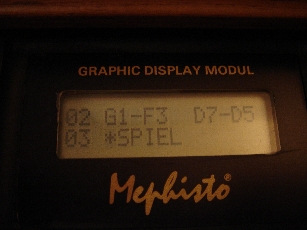 GRAPHIC DISPLAY MODUL
02 G1-F3 D7-D5
03 *SPIEL
Mephisto®